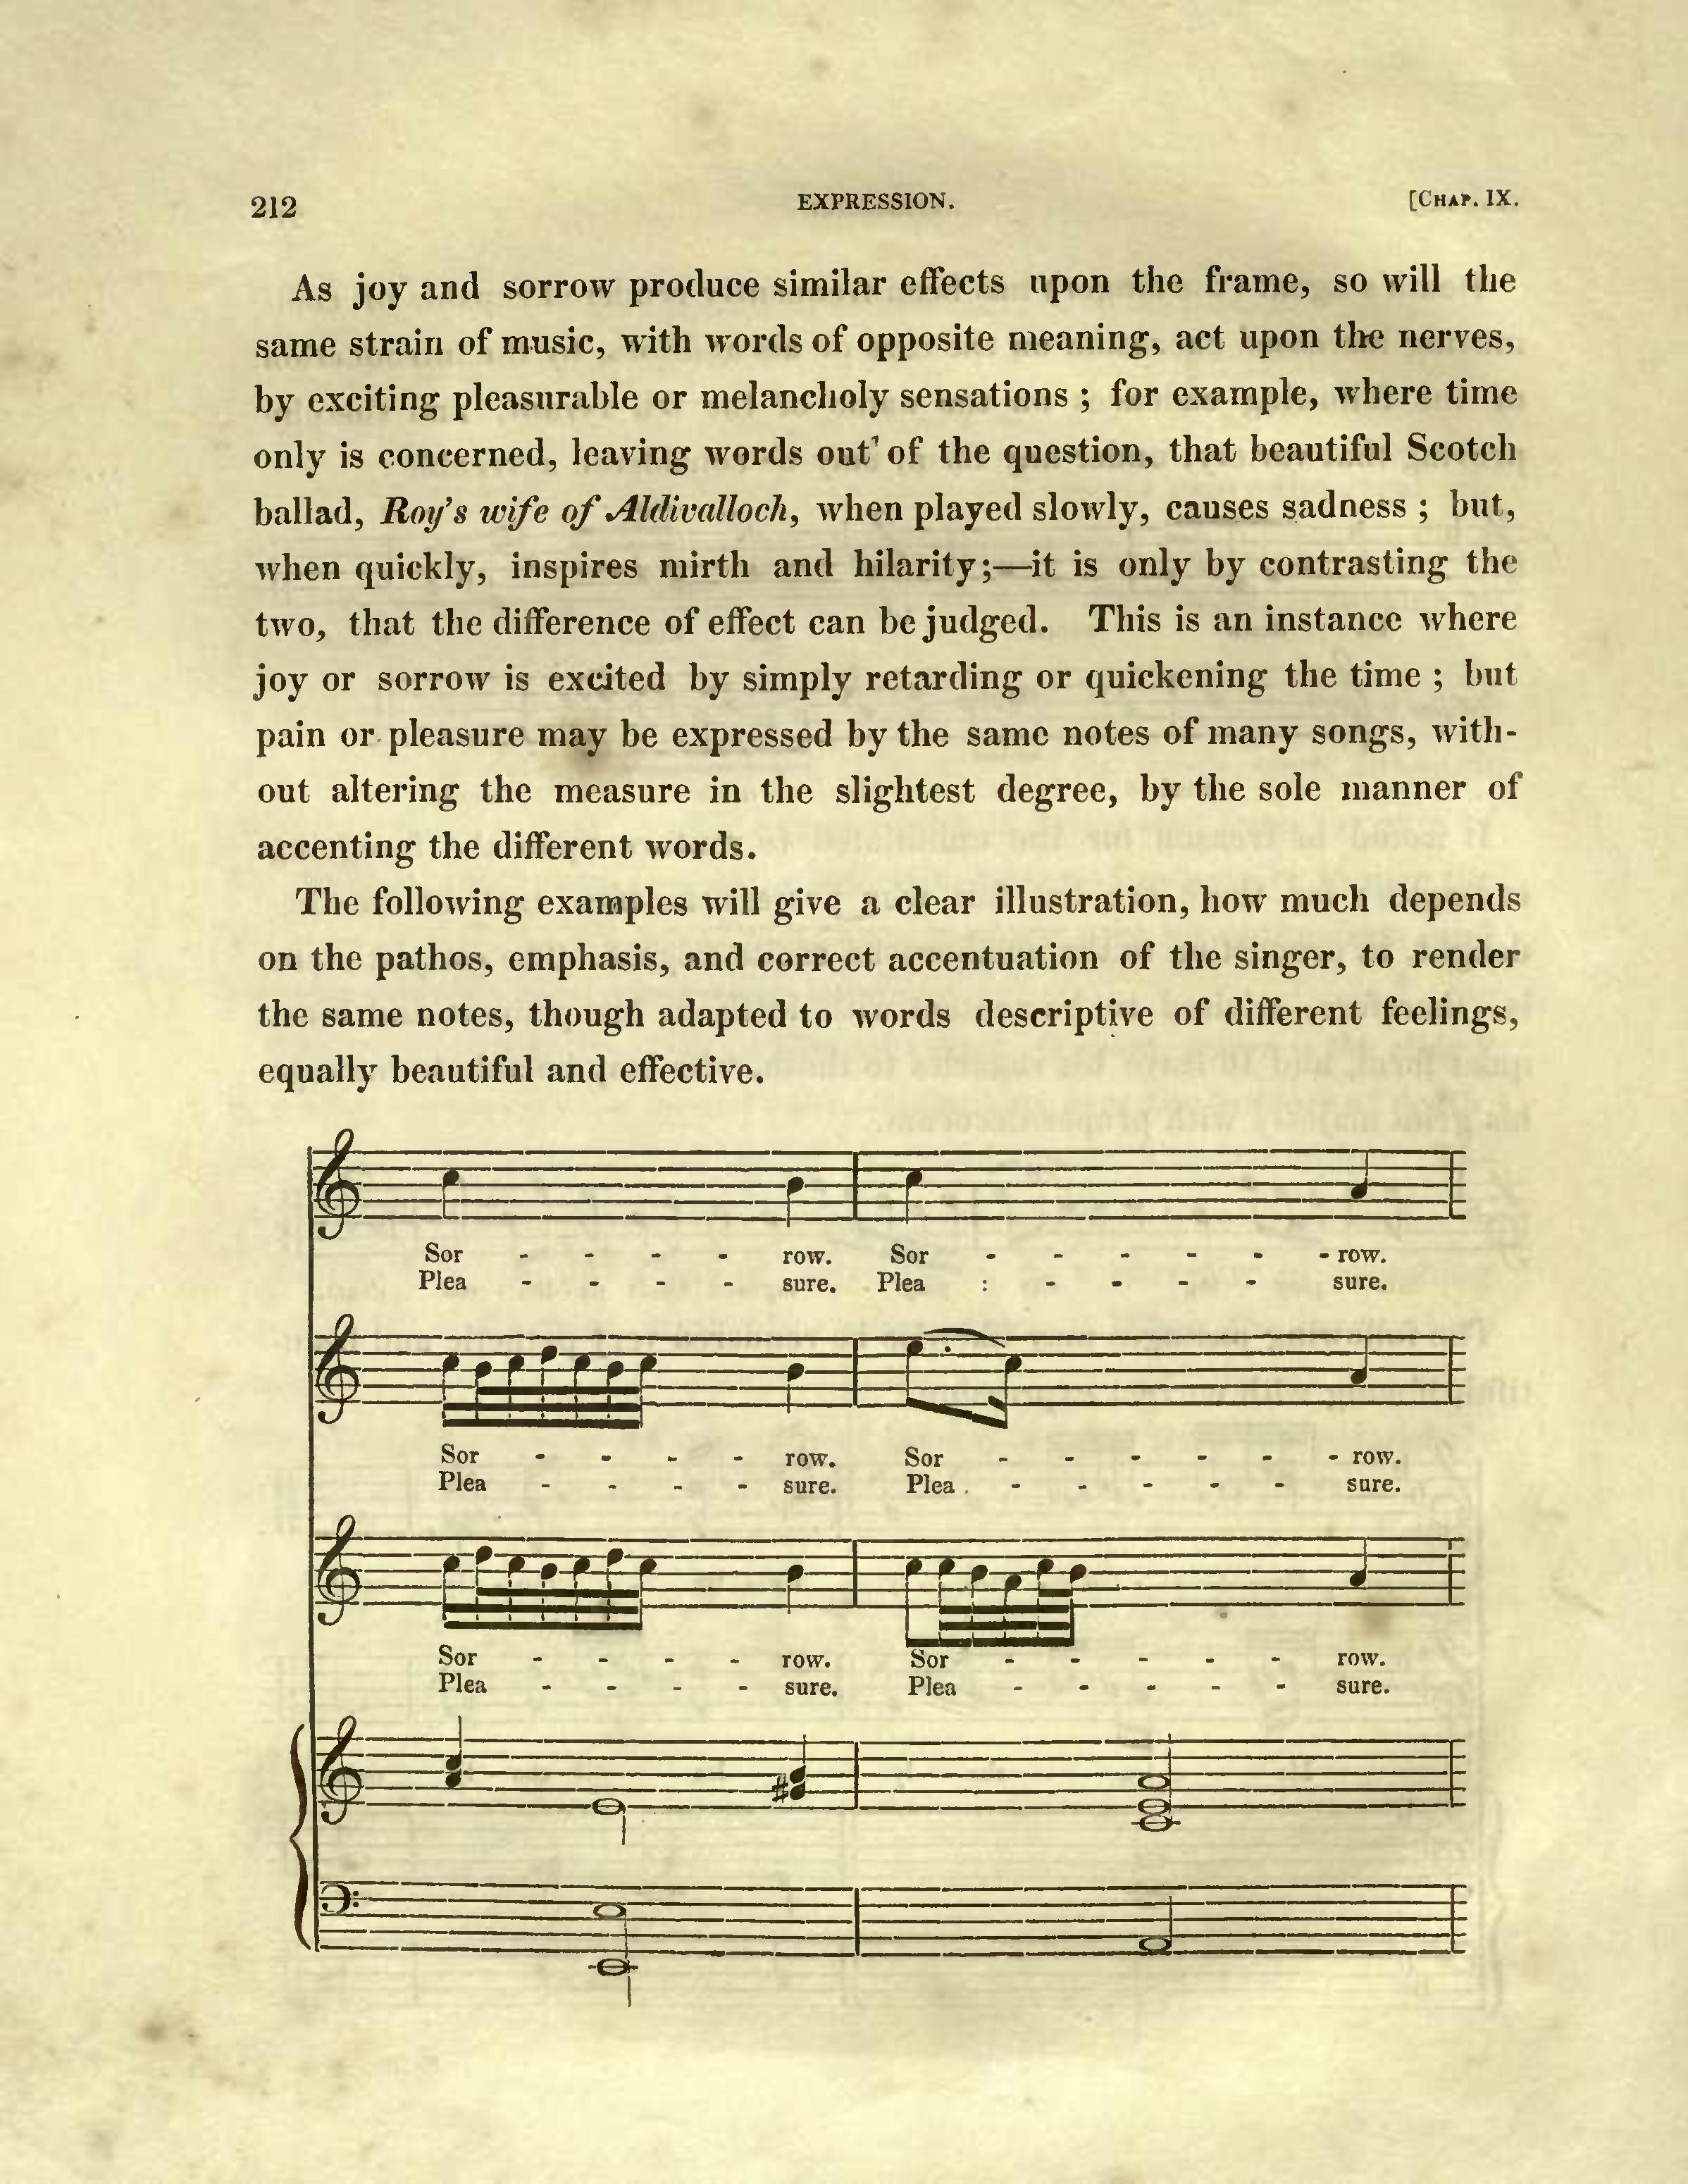 212 EXPRESSION. [CHAP. IX.
As joy and sorrow produce similar effects upon the frame, so will the
same strain of music, with words of opposite meaning, act upon the nerves,
by exciting pleasurable or melancholy sensations ; for example, where time
only is concerned, leaving words out of the question, that beautiful Scotch
ballad, Roy's wife of Aldivalloch, when played slowly, causes sadness ; but,
when quickly, inspires mirth and hilarity;—it is only by contrasting the
two, that the difference of effect can be judged. This is an instance where
joy or sorrow is excited by simply retarding or quickening the time ; but
pain or pleasure may be expressed by the same notes of many songs, with-
out altering the measure in the slightest degree, by the sole manner of
accenting the different words.
The following examples will give a clear illustration, how much depends
on the pathos, emphasis, and correct accentuation of the singer, to render
the same notes, though adapted to words descriptive of different feelings,
equally beautiful and effective.
Sor - - - - row. Sor - - - - - - row.
Plea - - - - sure. Plea : - - - - sure.
Sor - - - - row. Sor - - - - - - row.
Plea - - - - sure. Plea . - - - - - sure.
Sor - - - - row. Sor - - - - - row.
Plea - - - - sure. Plea - - - - - sure.